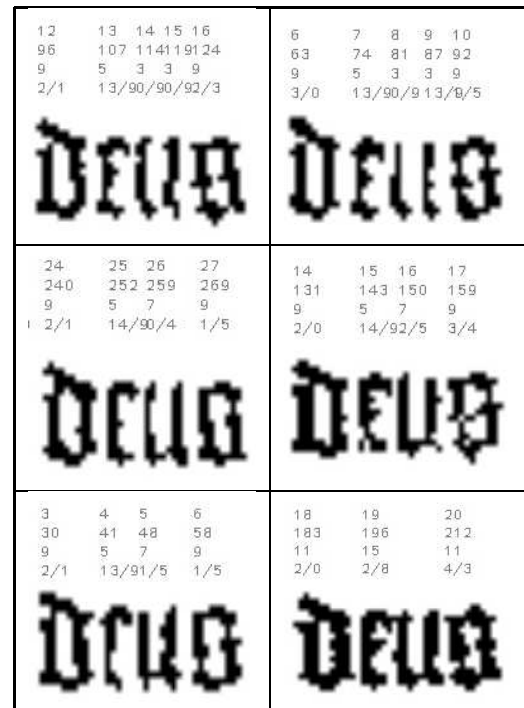 12 13 14 15 16
96 107 114119124
9 5 3 3 9
2/1 13/90/90/92/3
Deus
6 7 8 9 10
63 74 81 87 92
9 5 3 3 9
3/0 13/90/9
Deus
24 25 26 27
240 252 259 269
9 5 7 9
2/1 14/90/4 1/5
Deus
14 15 16 17
131 143 150 159
9 5 7 9
2/0 14/92/5 3/4
Deus
3 4 5 6
30 41 48 58
9 5 7 9
2/1 13/91/5 1/5
Deus
18 19 20
183 196 212
11 15 11
2/0 2/8 4/3
Deus